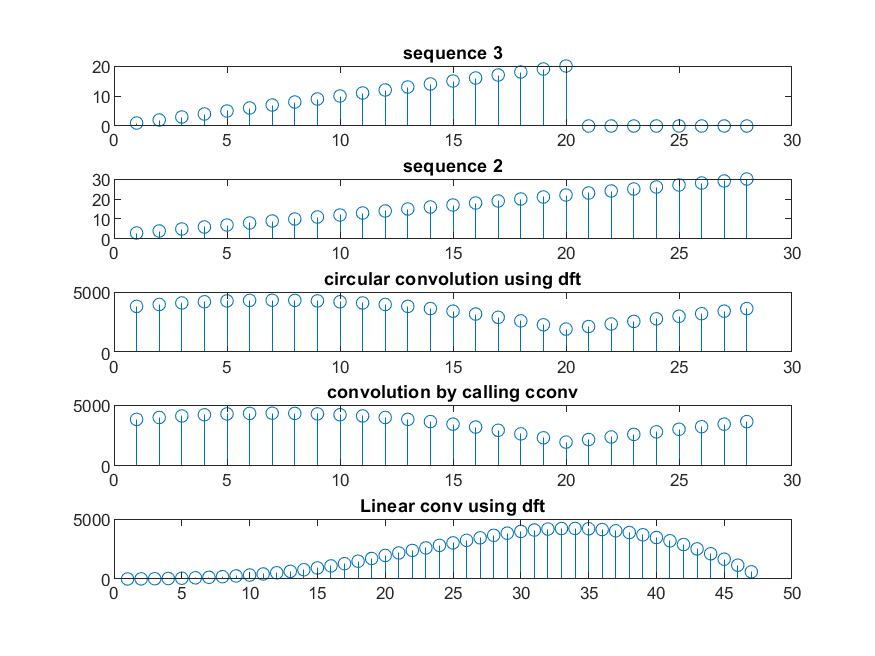 sequence 3
20
10
0
0 5 10 15 20 25 30
sequence 2
30
20
10
0
0 5 10 15 20 25 30
circular convolution using dft
5000
0
0 5 10 15 20 25 30
convolution by calling cconv
5000
0
0 5 10 15 20 25 30
Linear conv using dft
5000
0
0 5 15 20 25 30 35 40 45 50